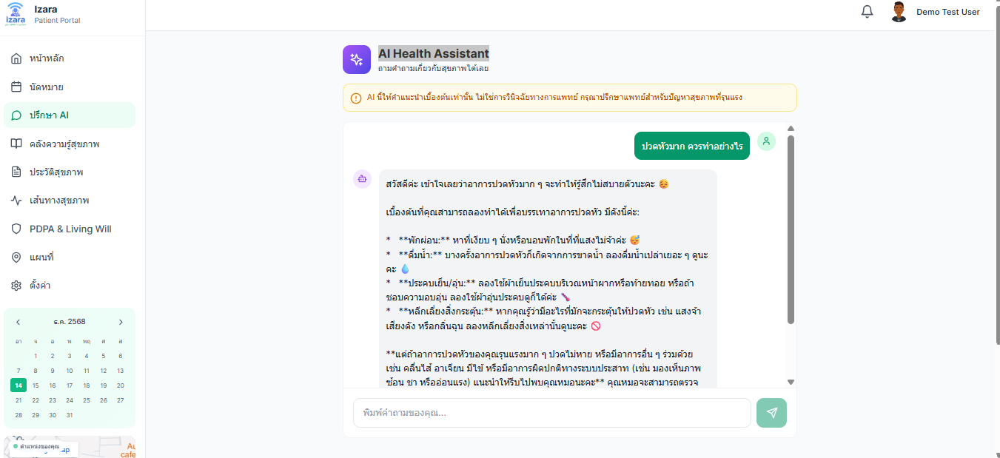 Izara
Izara
Patient Portal
Demo Test User
หน้าหลัก
นัดหมาย
ปรึกษา AI
คลังความรู้สุขภาพ
ประวัติสุขภาพ
เส้นทางสุขภาพ
PDPA & Living Will
แผนที่
ตั้งค่า
ธ.ค. 2568
อา จ อ พ พฤ ศ ส
1 2 3 4 5 6
7 8 9 10 11 12 13
14 15 16 17 18 19 20
21 22 23 24 25 26 27
28 29 30 31
ตำแหน่งของคุณ
AI Health Assistant
ถามคำถามเกี่ยวกับสุขภาพได้เลย
AI นี้ให้คำแนะนำเบื้องต้นเท่านั้น ไม่ใช่การวินิจฉัยทางการแพทย์ กรุณาปรึกษาแพทย์สำหรับปัญหาสุขภาพที่รุนแรง
ปวดหัวมาก ควรทำอย่างไร
สวัสดีค่ะ เข้าใจเลยว่าอาการปวดหัวมาก ๆ จะทำให้รู้สึกไม่สบายตัวนะคะ 🥵
เบื้องต้นที่คุณสามารถลองทำได้เพื่อบรรเทาอาการปวดหัว มีดังนี้ค่ะ:
* **พักผ่อน:** หาที่เงียบ ๆ นั่งหรือนอนพักในที่ที่แสงไม่จ้าค่ะ 😴
* **ดื่มน้ำ:** บางครั้งอาการปวดหัวก็เกิดจากการขาดน้ำ ลองดื่มน้ำเปล่าเยอะ ๆ ดูนะ
คะ 💧
* **ประคบเย็น/อุ่น:** ลองใช้ผ้าเย็นประคบบริเวณหน้าผากหรือท้ายทอย หรือถ้า
ชอบความอบอุ่น ลองใช้ผ้าอุ่นประคบดูก็ได้ค่ะ
* **หลีกเลี่ยงสิ่งกระตุ้น:** หากคุณรู้ว่ามีอะไรที่มักจะกระตุ้นให้ปวดหัว เช่น แสงจ้า
เสียงดัง หรือกลิ่นฉุน ลองหลีกเลี่ยงสิ่งเหล่านั้นดูนะคะ 🚫
**แต่ถ้าอาการปวดหัวของคุณรุนแรงมาก ๆ ปวดไม่หาย หรือมีอาการอื่น ๆ ร่วมด้วย
เช่น คลื่นไส้ อาเจียน มีไข้ หรือมีอาการผิดปกติทางระบบประสาท (เช่น มองเห็นภาพ
ซ้อน ชา หรืออ่อนแรง) แนะนำให้รีบไปพบคุณหมอนะคะ** คุณหมอจะสามารถตรวจ
พิมพ์คำถามของคุณ...